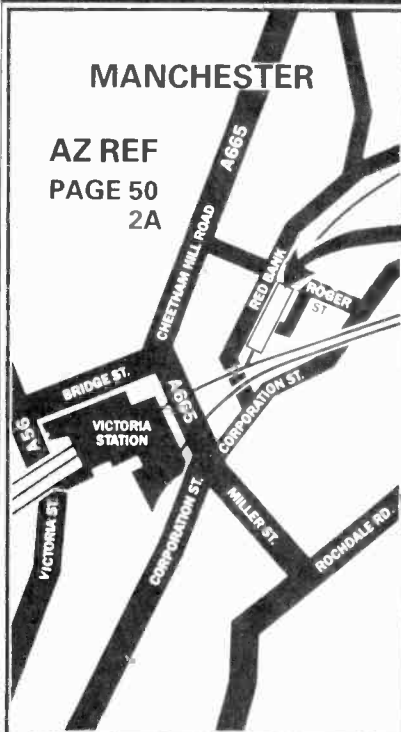 MANCHESTER
AZ REF
PAGE 50
2A
A665
CHEETHAM HILL ROAD
RED BANK
ROGER
ST
BRIDGE ST.
A665
CORPORATION ST.
A56
VICTORIA
STATION
VICTORIA ST.
CORPORATION ST.
MILLER ST.
ROCHDALE RD.